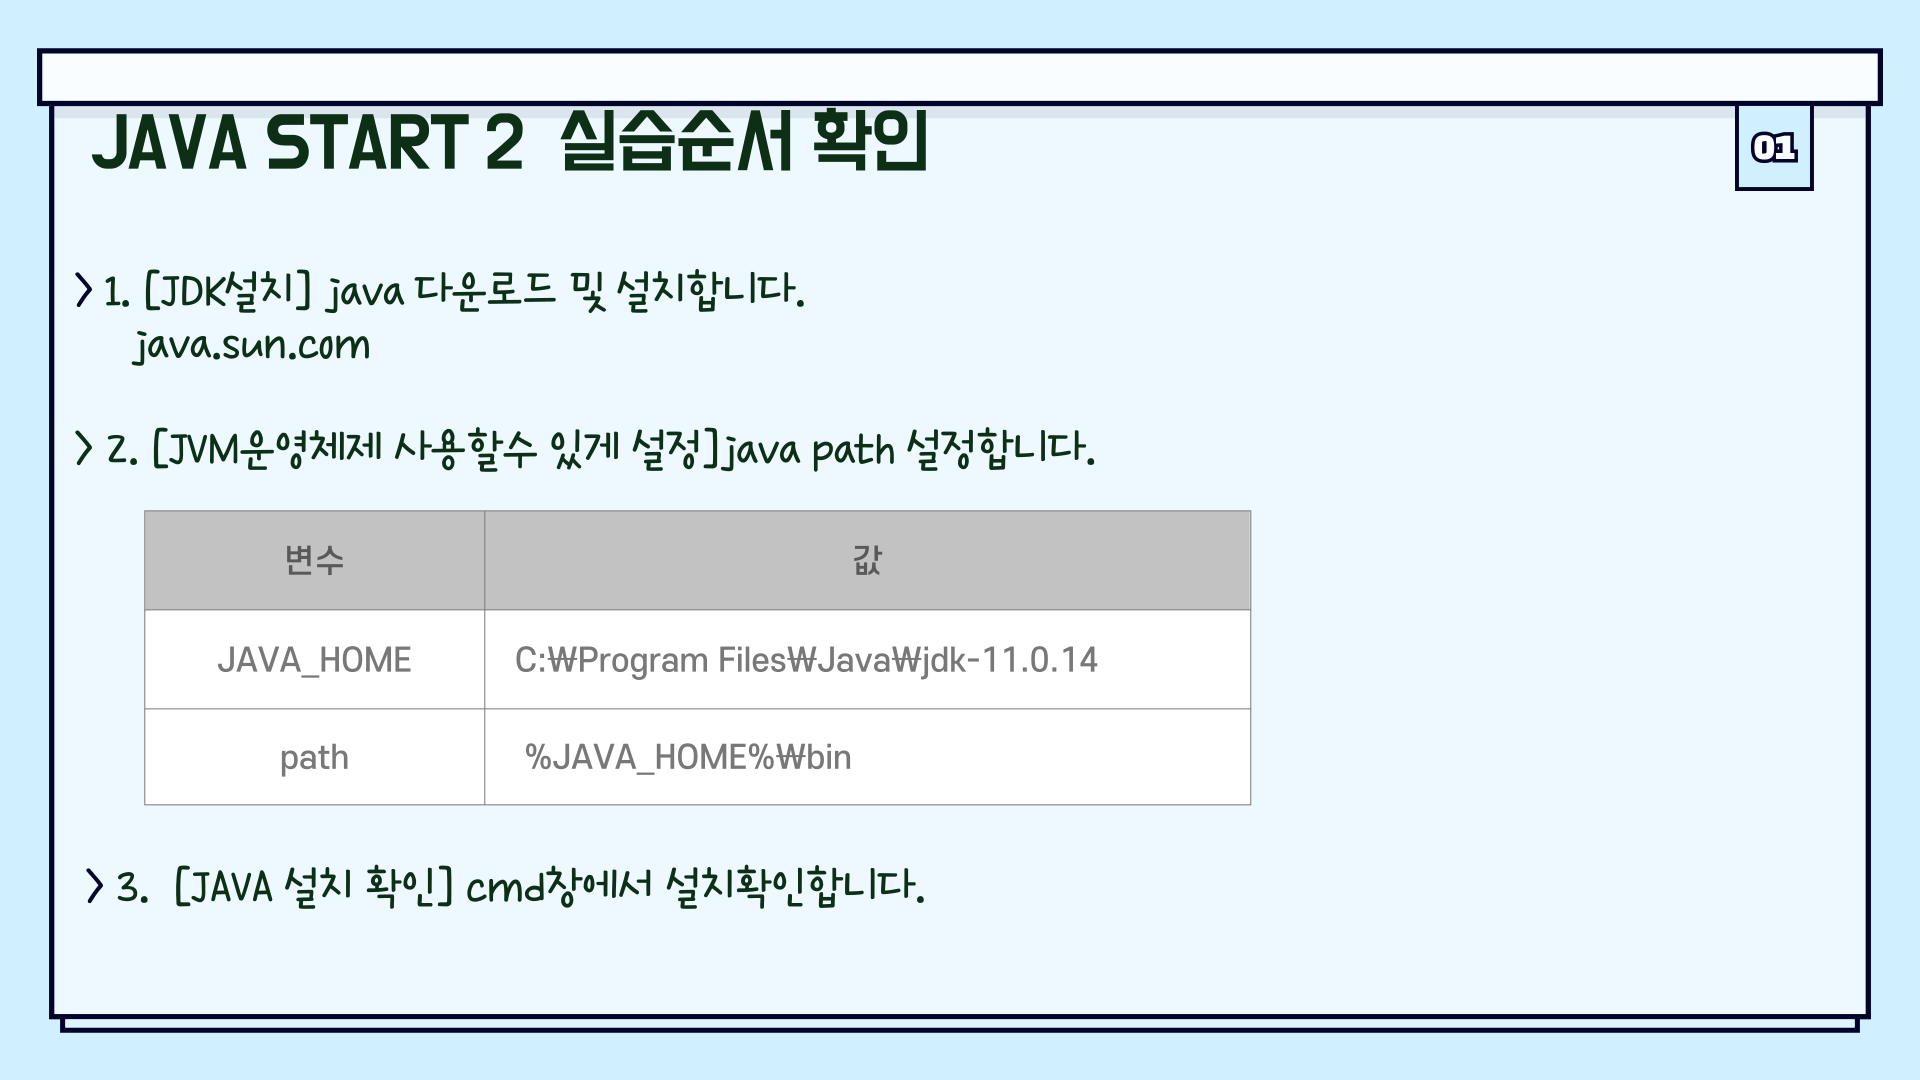 JAVA START 2 실습순서 확인
01
1. [JDK설치] java 다운로드 및 설치합니다.
java.sun.com
2. [JVM운영체제 사용할수 있게 설정]java path 설정합니다.
변수 값
JAVA_HOME C:₩Program Files₩Java₩jdk-11.0.14
path %JAVA_HOME%₩bin
3. [JAVA 설치 확인] cmd창에서 설치확인합니다.